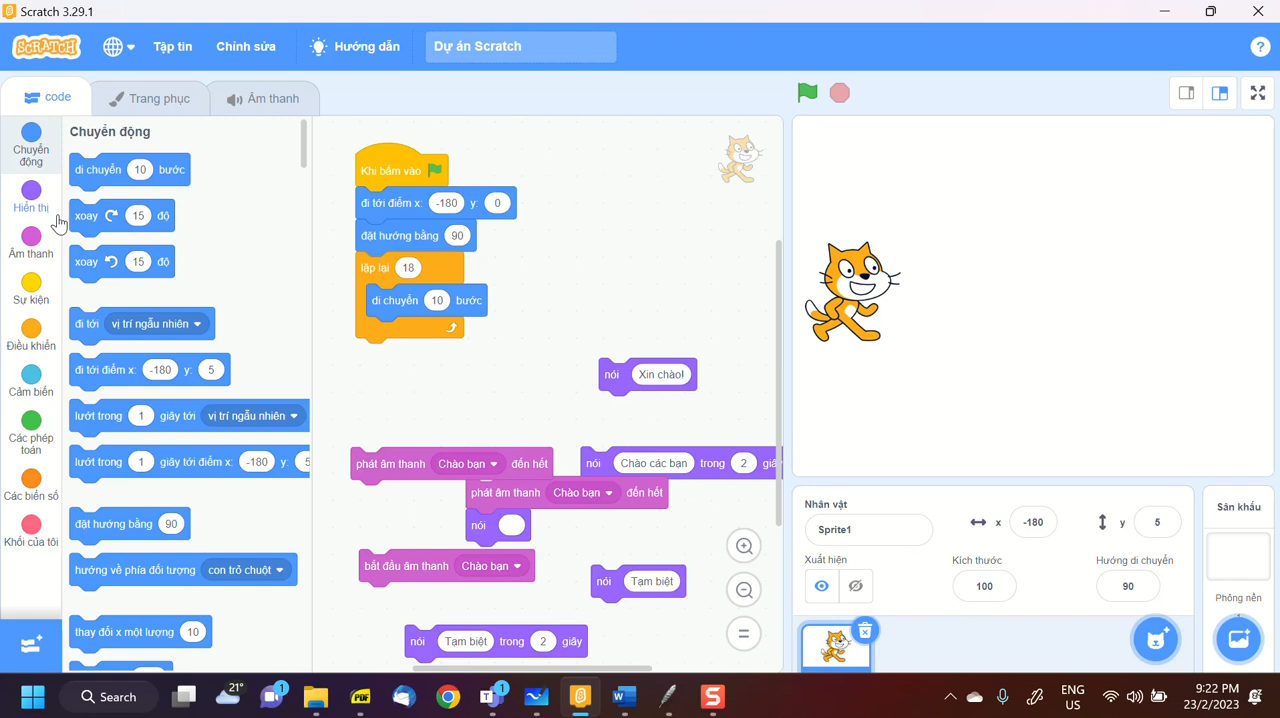 Scratch 3.29.1
SCRATCH
Tập tin
Chỉnh sửa
Hướng dẫn
Dự án Scratch
?
code
Trang phục
Âm thanh
Chuyển động
Hiển thị
Âm thanh
Sự kiện
Điều khiển
Cảm biến
Các phép toán
Các biến số
Khối của tôi
Chuyển động
di chuyển 10 bước
xoay 15 độ
xoay 15 độ
đi tới vị trí ngẫu nhiên
đi tới điểm x: -180 y: 5
lướt trong 1 giây tới vị trí ngẫu nhiên
lướt trong 1 giây tới điểm x: -180 y: 5
đặt hướng bằng 90
hướng về phía đối tượng con trỏ chuột
thay đổi x một lượng 10
Khi bấm vào
đi tới điểm x: -180 y: 0
đặt hướng bằng 90
lặp lại 18
di chuyển 10 bước
nói Xin chào!
phát âm thanh Chào bạn đến hết
nói Chào các bạn trong 2 giây
phát âm thanh Chào bạn đến hết
nói
bắt đầu âm thanh Chào bạn
nói Tạm biệt
nói Tạm biệt trong 2 giây
Nhân vật
Sprite1
x -180
y 5
Xuất hiện
Kích thước
100
Hướng di chuyển
90
Sân khấu
Phông nền
Search
21°
1
PDF
1
W
S
ENG
US
9:22 PM
23/2/2023